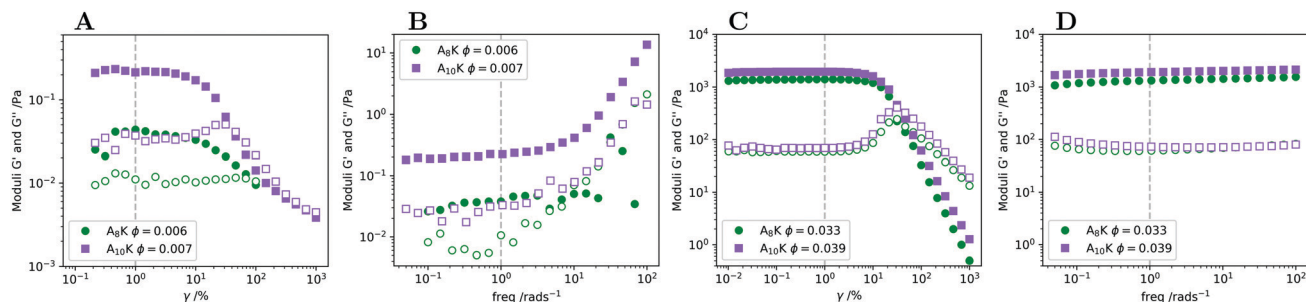 A
Moduli G' and G'' /Pa
10⁻¹
10⁻²
10⁻³
A₈K ϕ = 0.006
A₁₀K ϕ = 0.007
10⁻¹ 10⁰ 10¹ 10² 10³
γ /%
B
Moduli G' and G'' /Pa
10¹
10⁰
10⁻¹
10⁻²
A₈K ϕ = 0.006
A₁₀K ϕ = 0.007
10⁻¹ 10⁰ 10¹ 10²
freq /rads⁻¹
C
Moduli G' and G'' /Pa
10³
10²
10¹
10⁰
A₈K ϕ = 0.033
A₁₀K ϕ = 0.039
10⁻² 10⁻¹ 10⁰ 10¹ 10² 10³
γ /%
D
Moduli G' and G'' /Pa
10³
10²
10¹
10⁰
A₈K ϕ = 0.033
A₁₀K ϕ = 0.039
10⁻¹ 10⁰ 10¹ 10²
freq /rads⁻¹